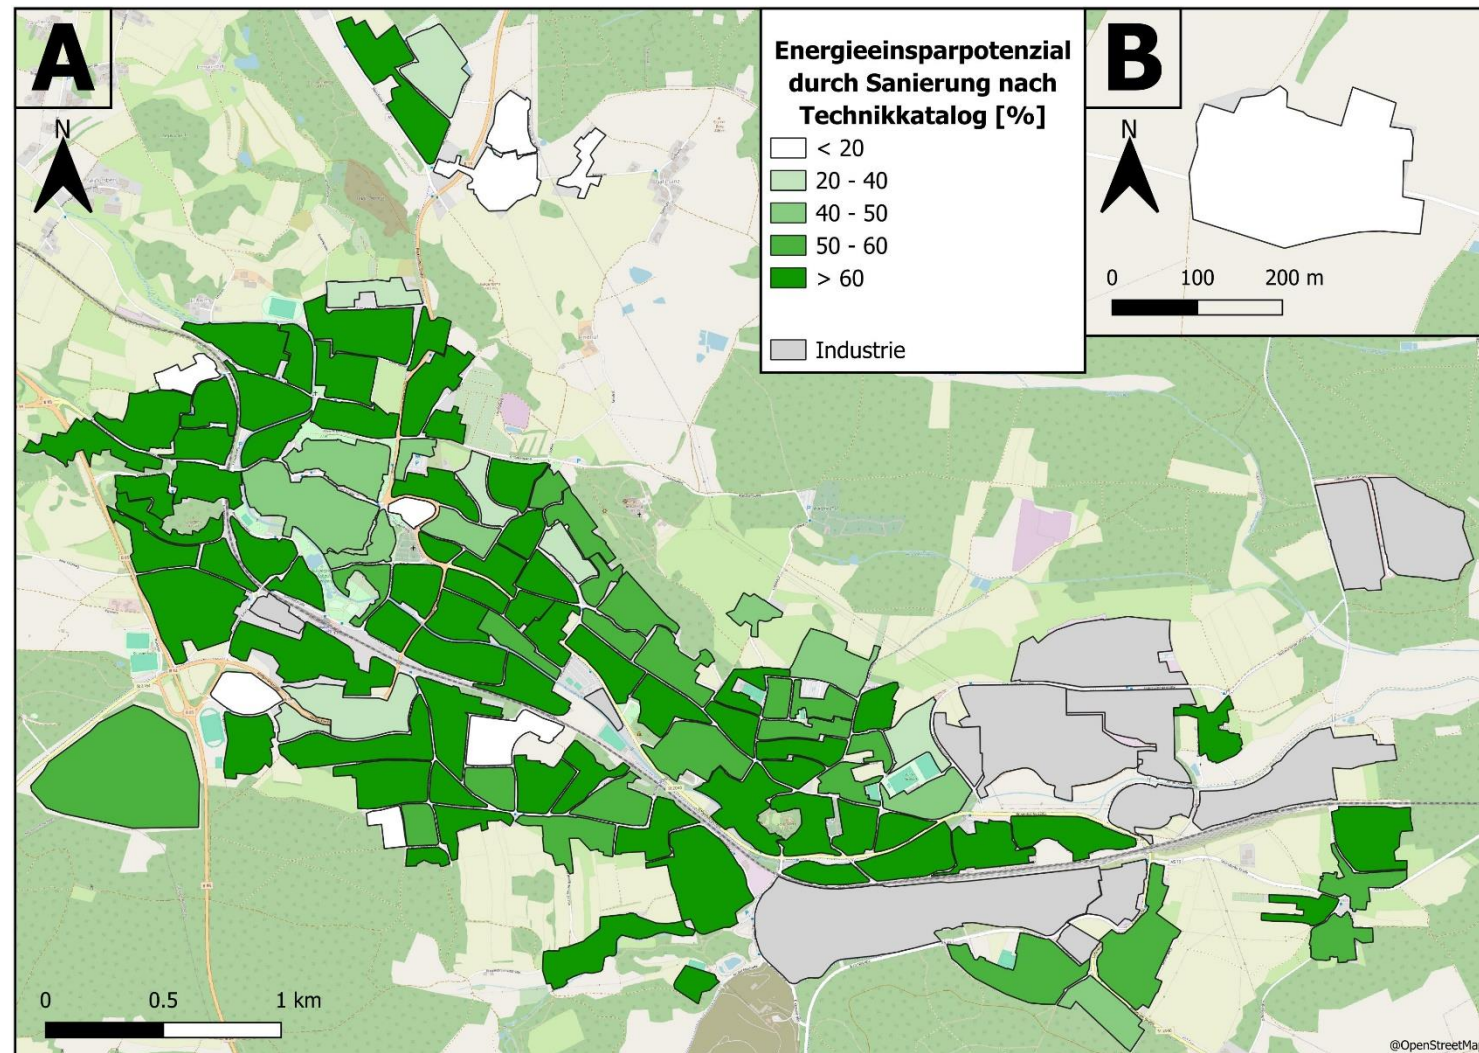 A
N
Energieeinsparpotenzial
durch Sanierung nach
Technikkatalog [%]
< 20
20 - 40
40 - 50
50 - 60
> 60
Industrie
B
N
0 100 200 m
0 0.5 1 km
@OpenStreetMa